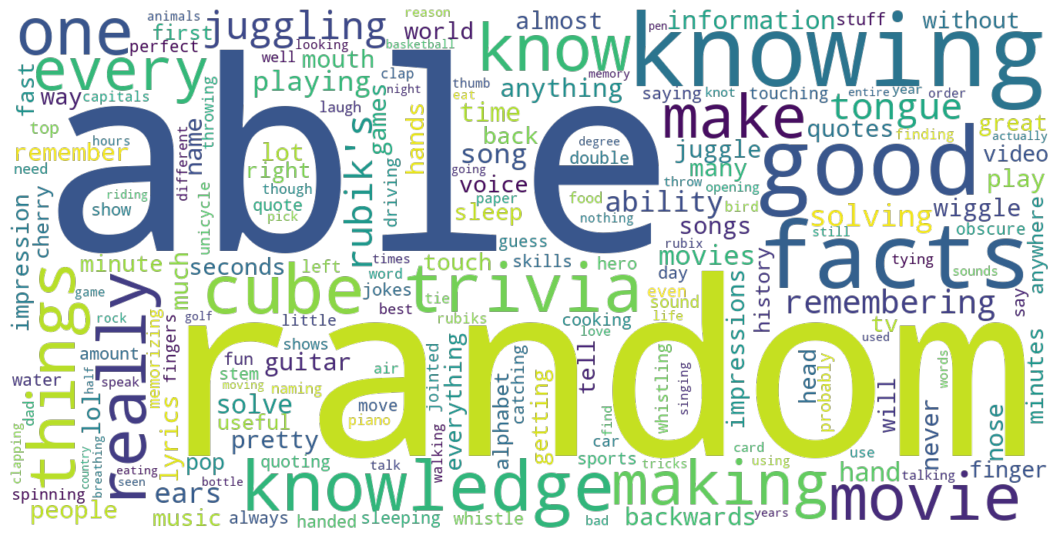 one
first
animals
perfect
juggling
looking
reason
world
basketball
almost
know
pen
information
stuff
knowing
without
every
fast
way
capitals
throwing
well
mouth
clap
night
playing
laugh
thumb
eat
memory
anything
saying
knot
touching
entire
year
order
make
tongue
able
top
hours
remember
need
name
different
lot
right
though
quote
pick
rubik's
games
driving
hands
time
back
song
voice
sleep
going
paper
degree
double
food
nothing
juggle
many
throw
opening
bird
ability
quotes
finding
great
actually
video
good
play
solving
wiggle
still
obscure
anywhere
riding
show
unicycle
impression
cherry
things
minute
really
much
seconds
left
touch
guess
skills
hero
songs
rubix
movies
day
even
history
tying
sounds
facts
say
remembering
tv
used
game
rock
cube
times
word
jokes
tie
best
rubiks
trivia
sound
life
golf
little
cooking
love
impressions
random
amount
water
half
speak
lol
dad
memorizing
fingers
fun
shows
guitar
stem
air
moving
naming
move
piano
solve
useful
jointed
everything
alphabet
catching
getting
car
find
tell
whistling
singing
head
probably
will
never
words
nose
minutes
clapping
country
breathing
eating
seen
lyrics
pretty
pop
quoting
talk
walking
sports
tricks
card
using
hand
use
talking
finger
spinning
people
ears
music
knowledge
bottle
always
handed
sleeping
whistle
bad
making
backwards
years
movie